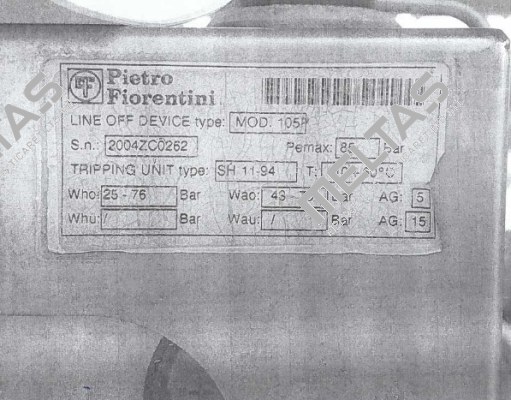 Pietro
Fiorentini
LINE OFF DEVICE type: MOD. 105P
S.n.: 2004ZC0262 Pemax: Bar
TRIPPING UNIT type: SH 11-94 T:
Who: 25 - 76 Bar Wao: Bar AG: 5
Whu: / Bar Wau: / Bar AG: 15
MELTAS